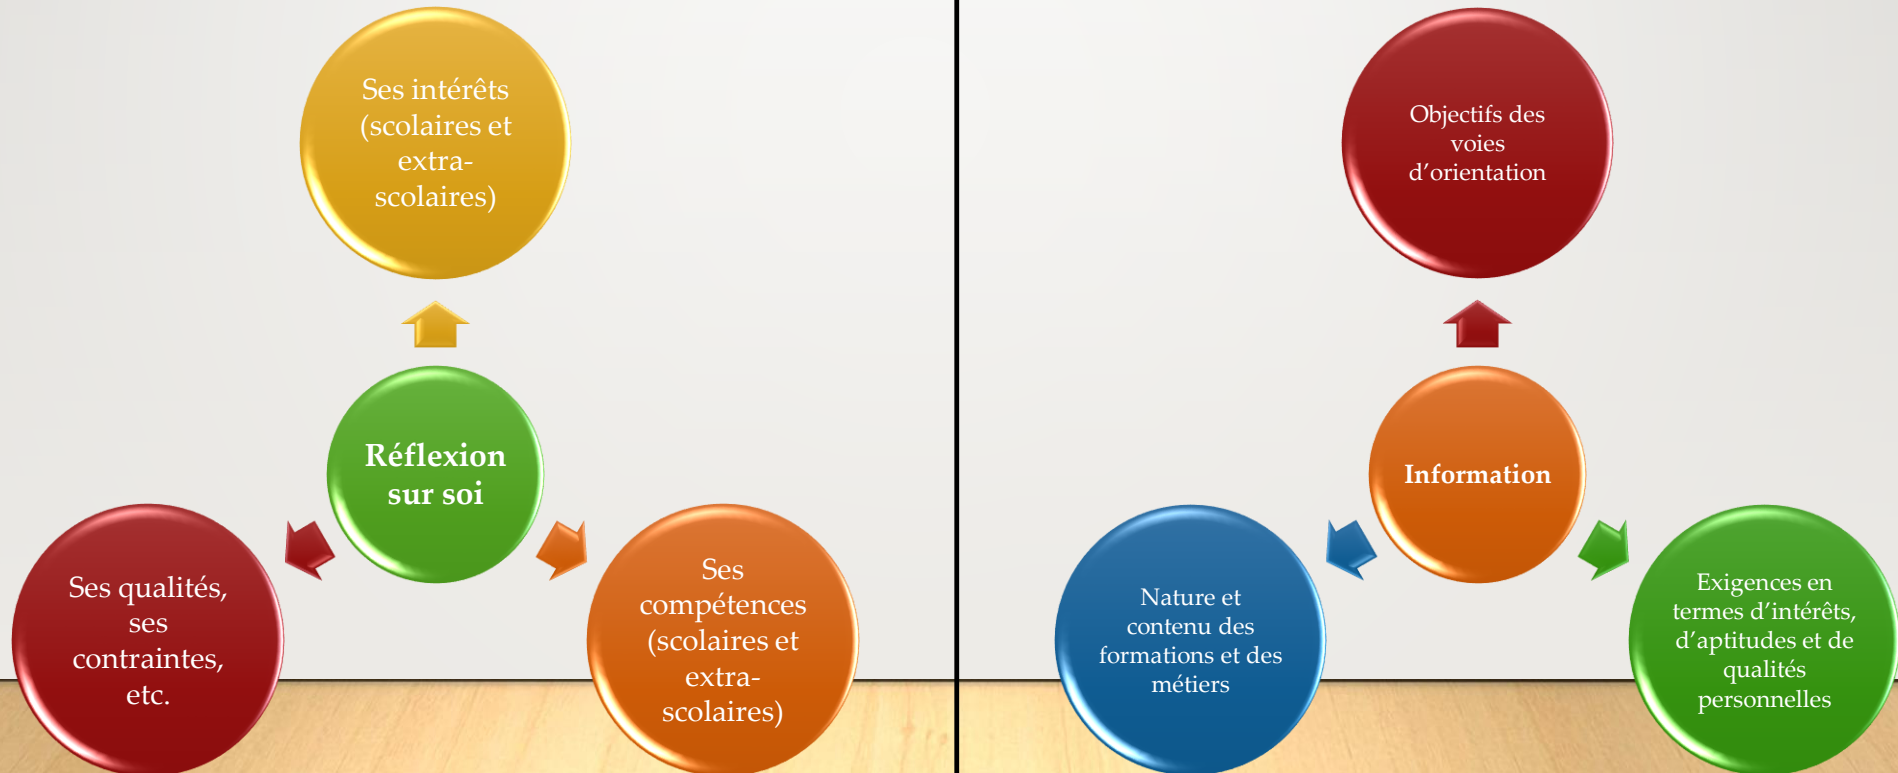 Ses intérêts
(scolaires et
extra-
scolaires)
Réflexion
sur soi
Ses qualités,
ses
contraintes,
etc.
Ses
compétences
(scolaires et
extra-
scolaires)
Objectifs des
voies
d’orientation
Information
Nature et
contenu des
formations et des
métiers
Exigences en
termes d’intérêts,
d’aptitudes et de
qualités
personnelles